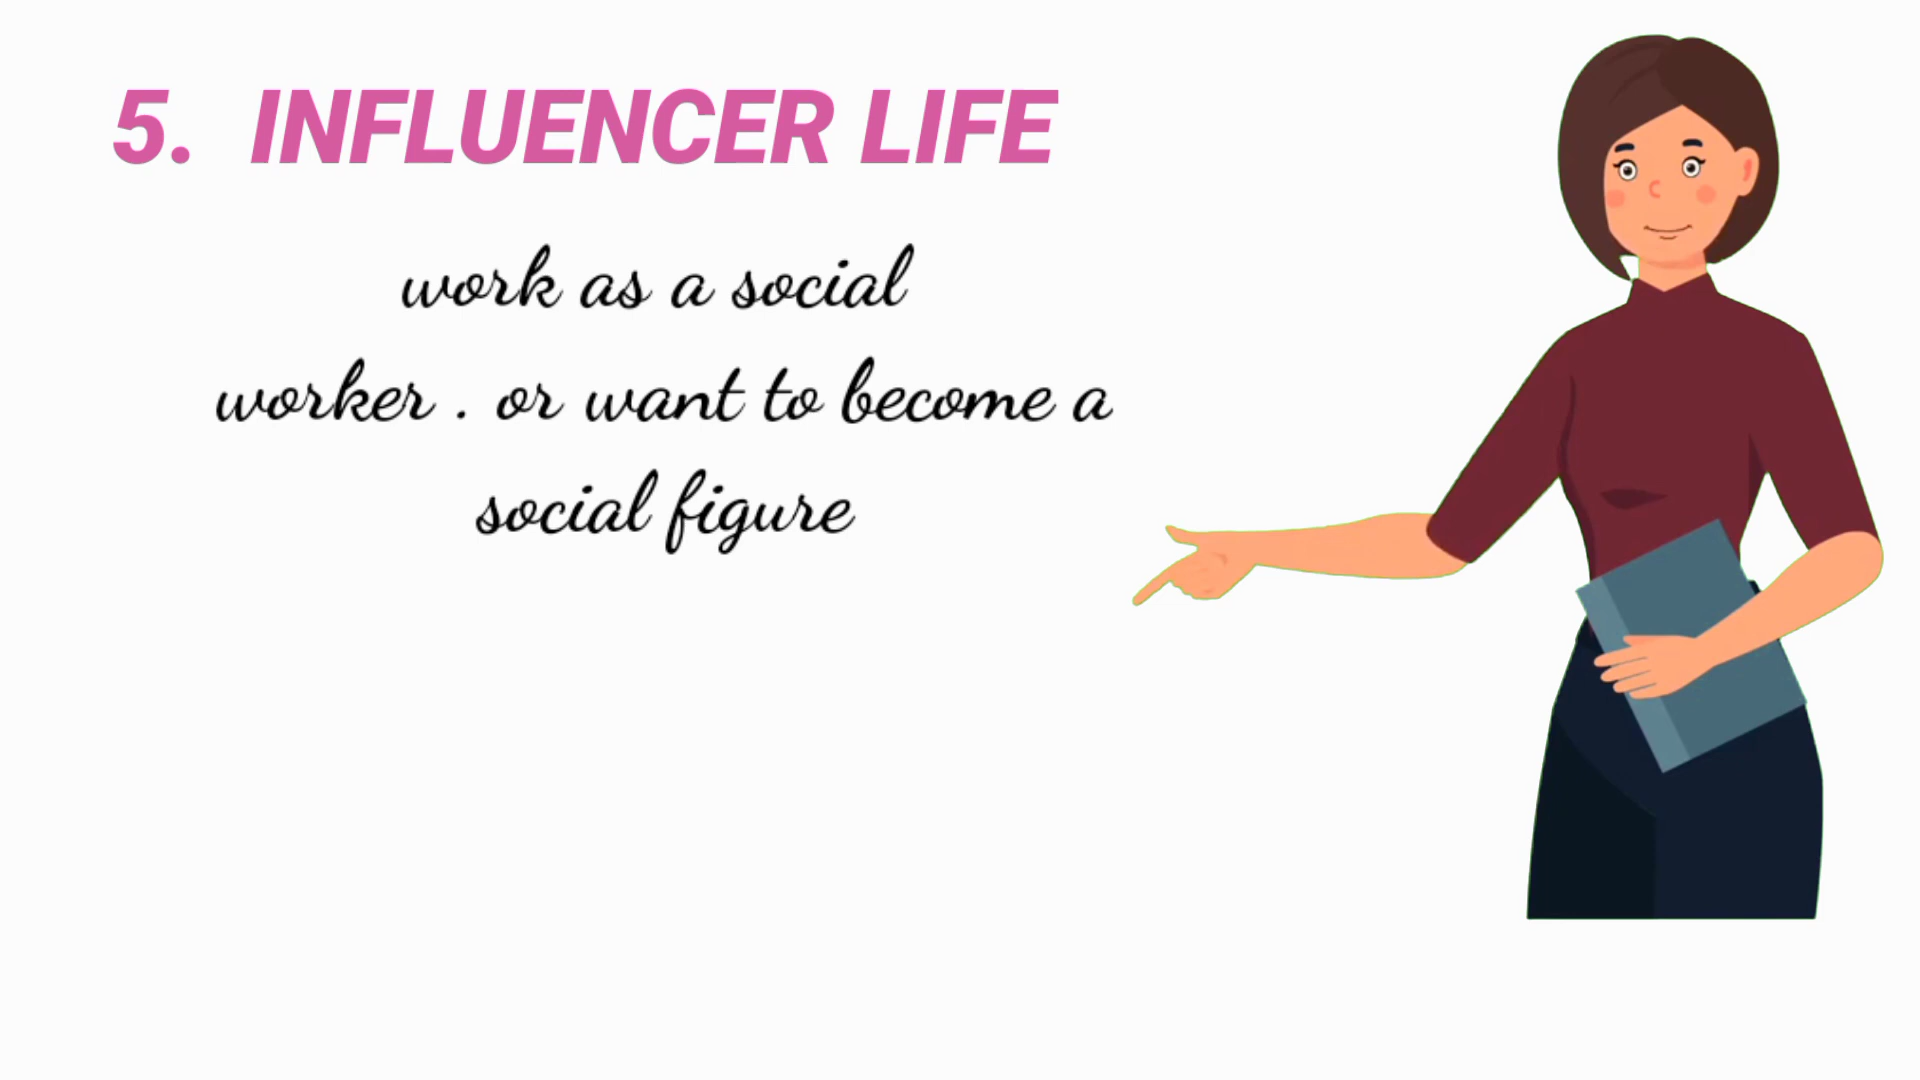 5. INFLUENCER LIFE
work as a social
worker . or want to become a
social figure